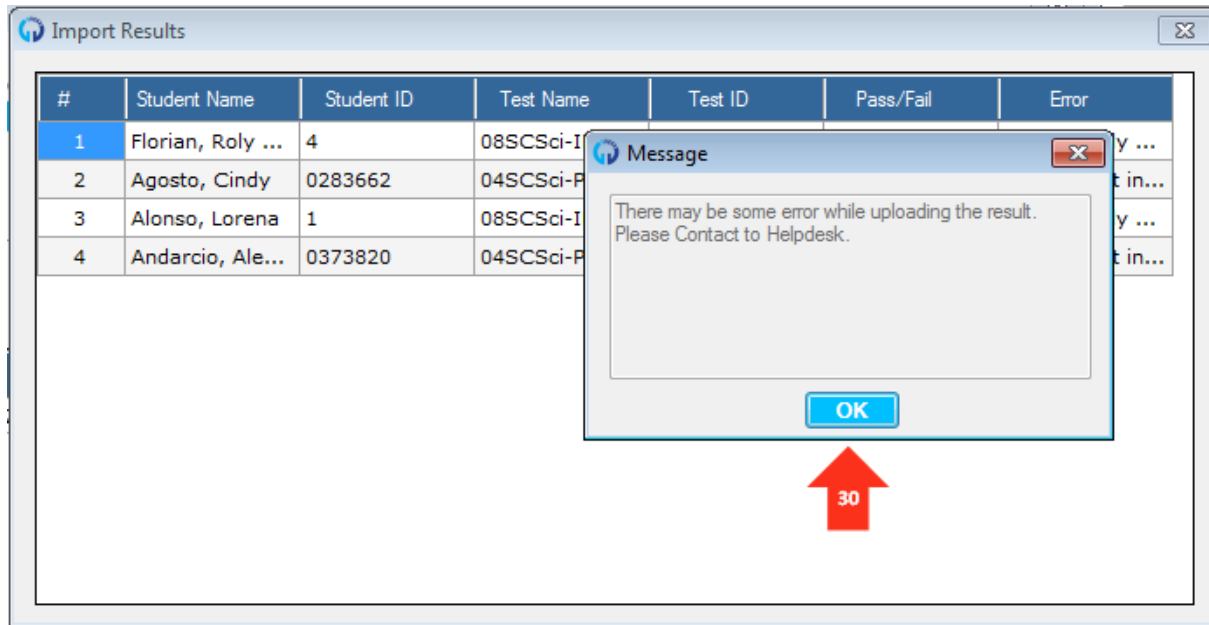 Import Results
# Student Name Student ID Test Name Test ID Pass/Fail Error
1 Florian, Roly ... 4 08SCSci-I y ...
2 Agosto, Cindy 0283662 04SCSci-P t in...
3 Alonso, Lorena 1 08SCSci-I y ...
4 Andarcio, Ale... 0373820 04SCSci-P t in...
Message
There may be some error while uploading the result.
Please Contact to Helpdesk.
OK
30